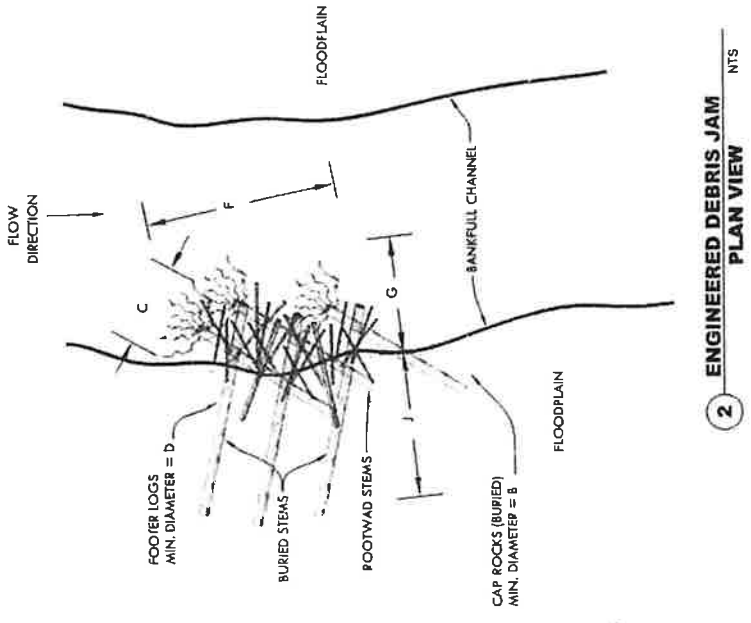 FLOW
DIRECTION
FLOODPLAIN
C
F
G
J
BANKFULL CHANNEL
FOOTER LOGS
MIN. DIAMETER = D
BURIED STEMS
ROOTWAD STEMS
CAP ROCKS (BURIED)
MIN. DIAMETER = B
FLOODPLAIN
2
ENGINEERED DEBRIS JAM
PLAN VIEW
NTS